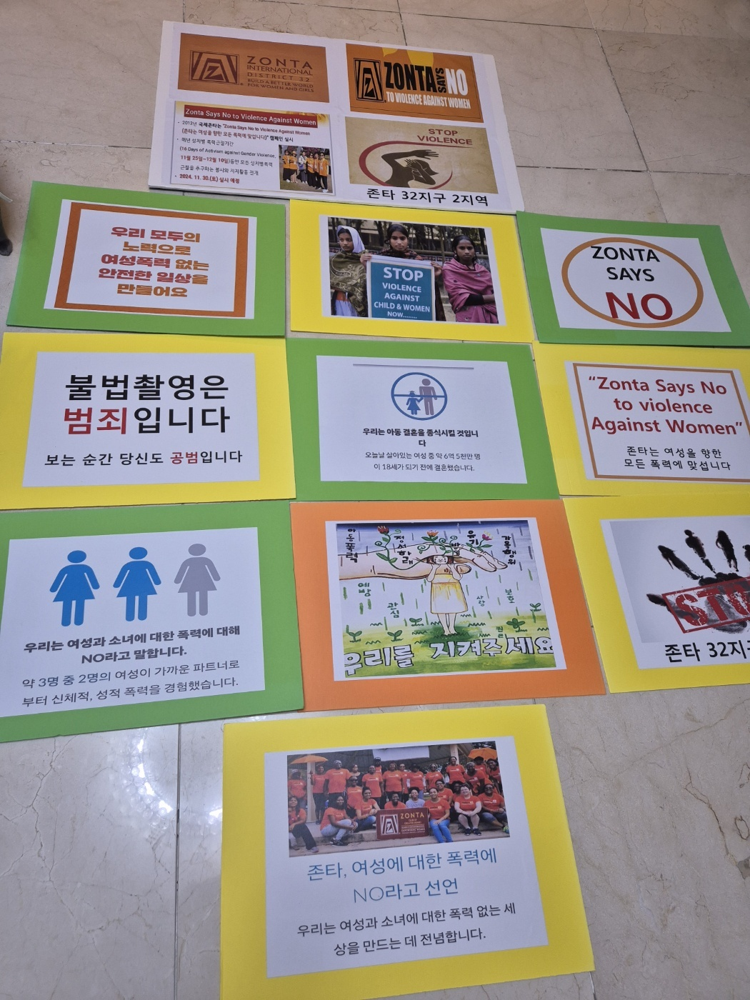 ZONTA
INTERNATIONAL
DISTRICT 32
BUILD A BETTER WORLD
FOR WOMEN AND GIRLS
ZONTA SAYS NO
TO VIOLENCE AGAINST WOMEN
Zonta Says No to Violence Against Women
• 2012년 국제존타는 "Zonta Says No to Violence Against Women
(존타는 여성을 향한 모든 폭력에 맞섭니다)" 캠페인 실시
• 매년 성차별 폭력근절기간
(16 Days of Activism against Gender Violence,
11월 25일~12월 10일)동안 모든 성차별폭력
근절을 추구하는 봉사와 지지활동 전개
• 2024. 11. 30.(토) 실시 예정
STOP
VIOLENCE
존타 32지구 2지역
우리 모두의
노력으로
여성폭력 없는
안전한 일상을
만들어요
STOP
VIOLENCE
AGAINST
CHILD & WOMEN
NOW........
ZONTA
SAYS
NO
불법촬영은
범죄입니다
보는 순간 당신도 공범입니다
우리는 아동 결혼을 종식시킬 것입니
다
오늘날 살아있는 여성 중 약 6억 5천만 명
이 18세가 되기 전에 결혼했습니다.
"Zonta Says No
to violence
Against Women"
존타는 여성을 향한
모든 폭력에 맞섭니다
우리는 여성과 소녀에 대한 폭력에 대해
NO라고 말합니다.
약 3명 중 2명의 여성이 가까운 파트너로
부터 신체적, 성적 폭력을 경험했습니다.
아동폭력
정서학대
방임
유기
가혹행위
예방
관심
사랑
보호
우리를 지켜주세요
STO
존타 32지구
ZONTA
존타, 여성에 대한 폭력에
NO라고 선언
우리는 여성과 소녀에 대한 폭력 없는 세
상을 만드는 데 전념합니다.